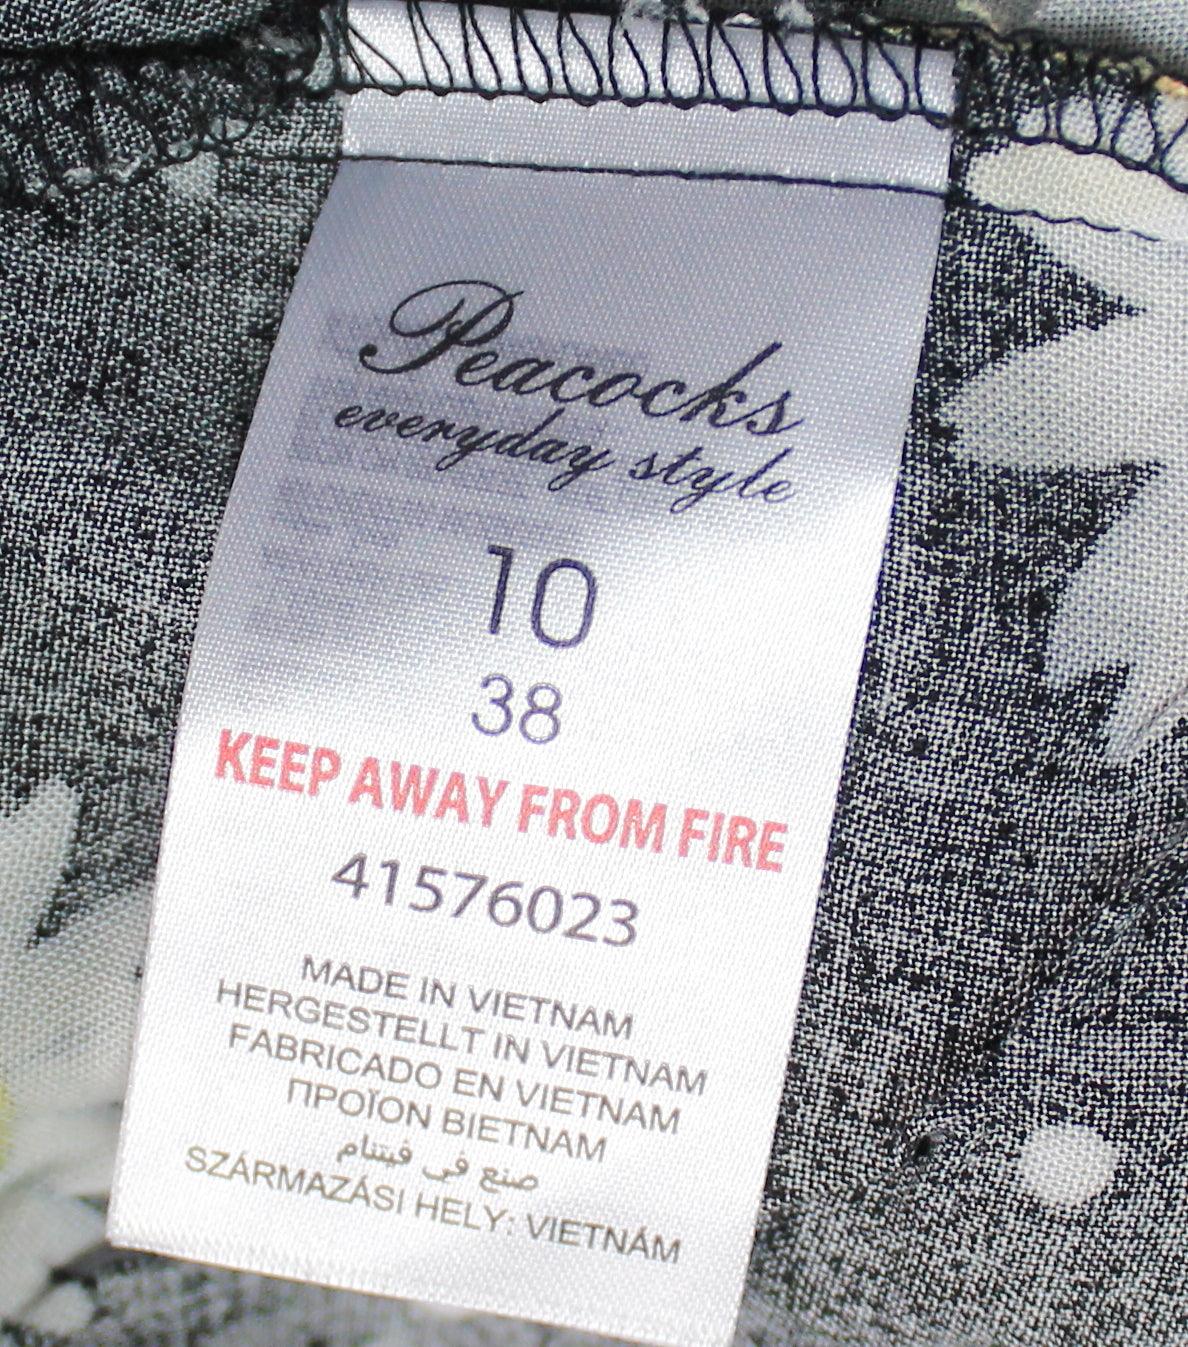 Peacocks
everyday style
10
38
KEEP AWAY FROM FIRE
41576023
MADE IN VIETNAM
HERGESTELLT IN VIETNAM
FABRICADO EN VIETNAM
ΠΡΟΪΟΝ ΒΙΕΤΝΑΜ
صنع في فيتنام
SZÁRMAZÁSI HELY: VIETNÁM